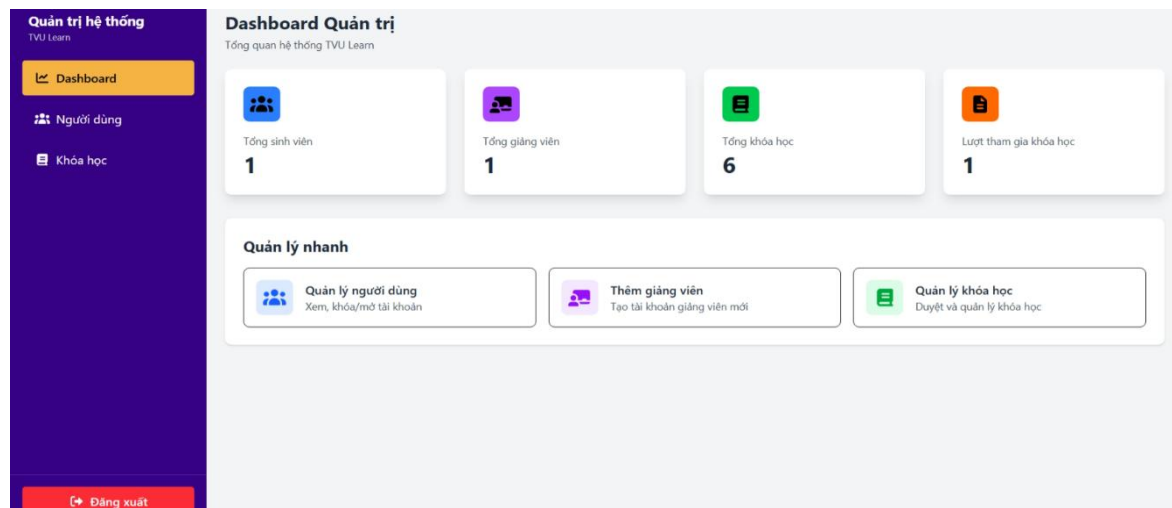 Quản trị hệ thống
TVU Learn
Dashboard
Người dùng
Khóa học
Đăng xuất
Dashboard Quản trị
Tổng quan hệ thống TVU Learn
Tổng sinh viên
1
Tổng giảng viên
1
Tổng khóa học
6
Lượt tham gia khóa học
1
Quản lý nhanh
Quản lý người dùng
Xem, khóa/mở tài khoản
Thêm giảng viên
Tạo tài khoản giảng viên mới
Quản lý khóa học
Duyệt và quản lý khóa học